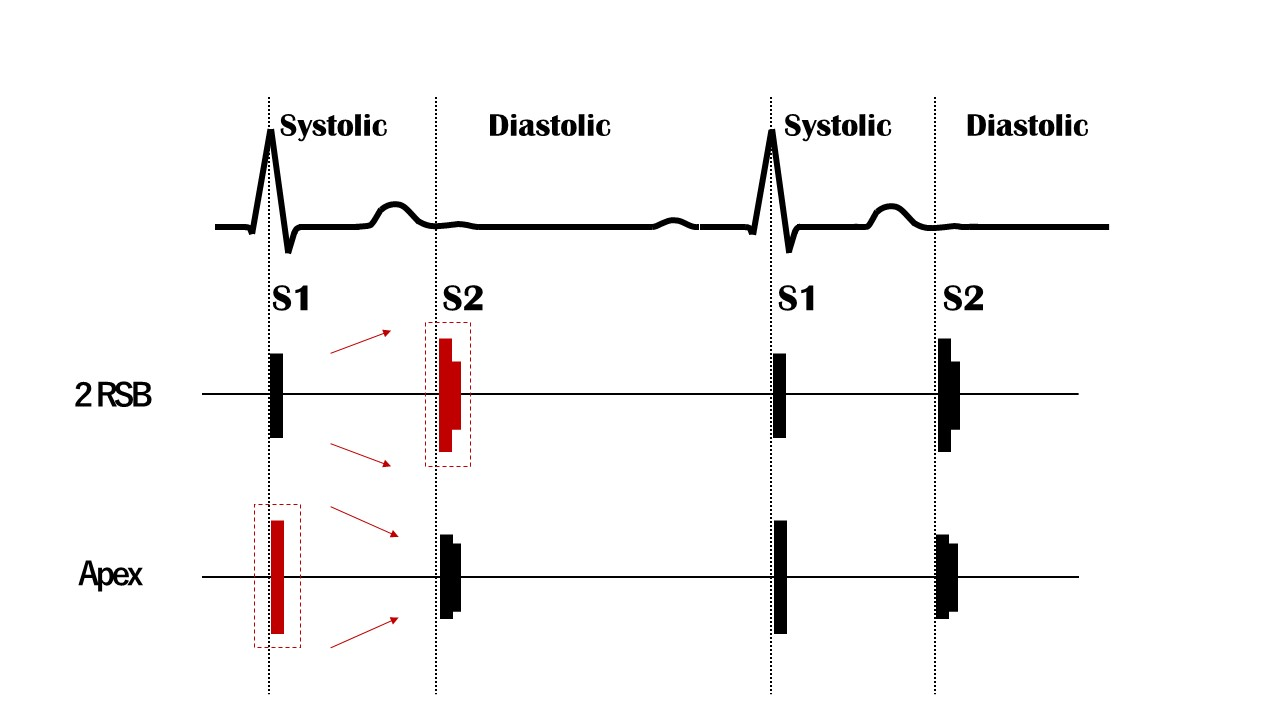 Systolic
Diastolic
Systolic
Diastolic
S1
S2
S1
S2
2 RSB
Apex